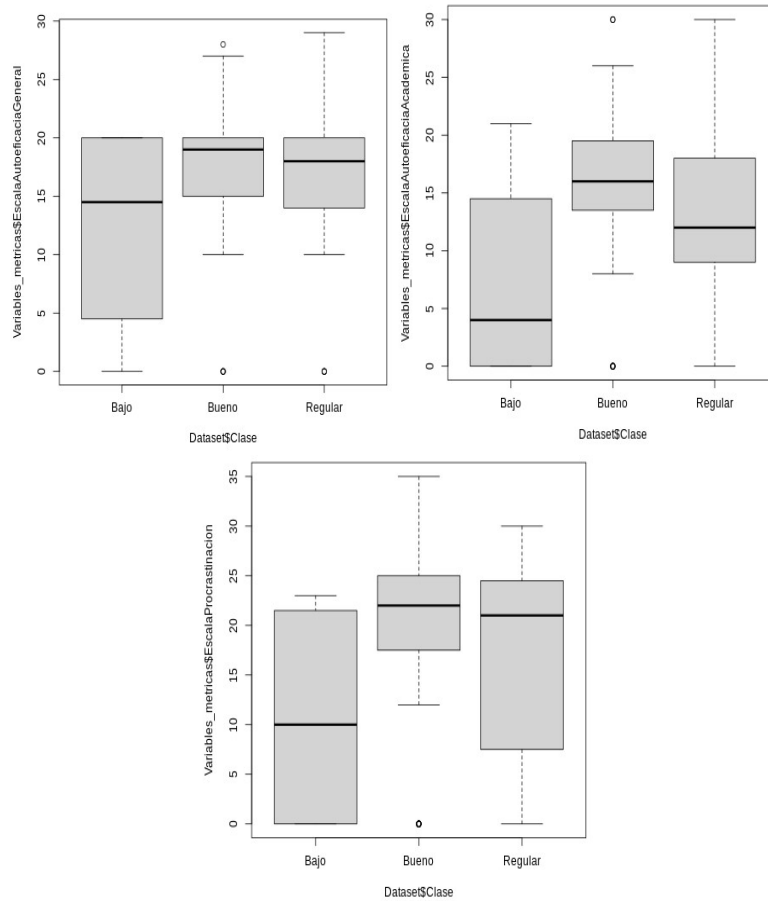 Variables_metricas$EscalaAutoeficaciaGeneral
30
25
20
15
10
5
0
Bajo Bueno Regular
Dataset$Clase
Variables_metricas$EscalaAutoeficaciaAcademica
30
25
20
15
10
5
0
Bajo Bueno Regular
Dataset$Clase
Variables_metricas$EscalaProcrastinacion
35
30
25
20
15
10
5
0
Bajo Bueno Regular
Dataset$Clase